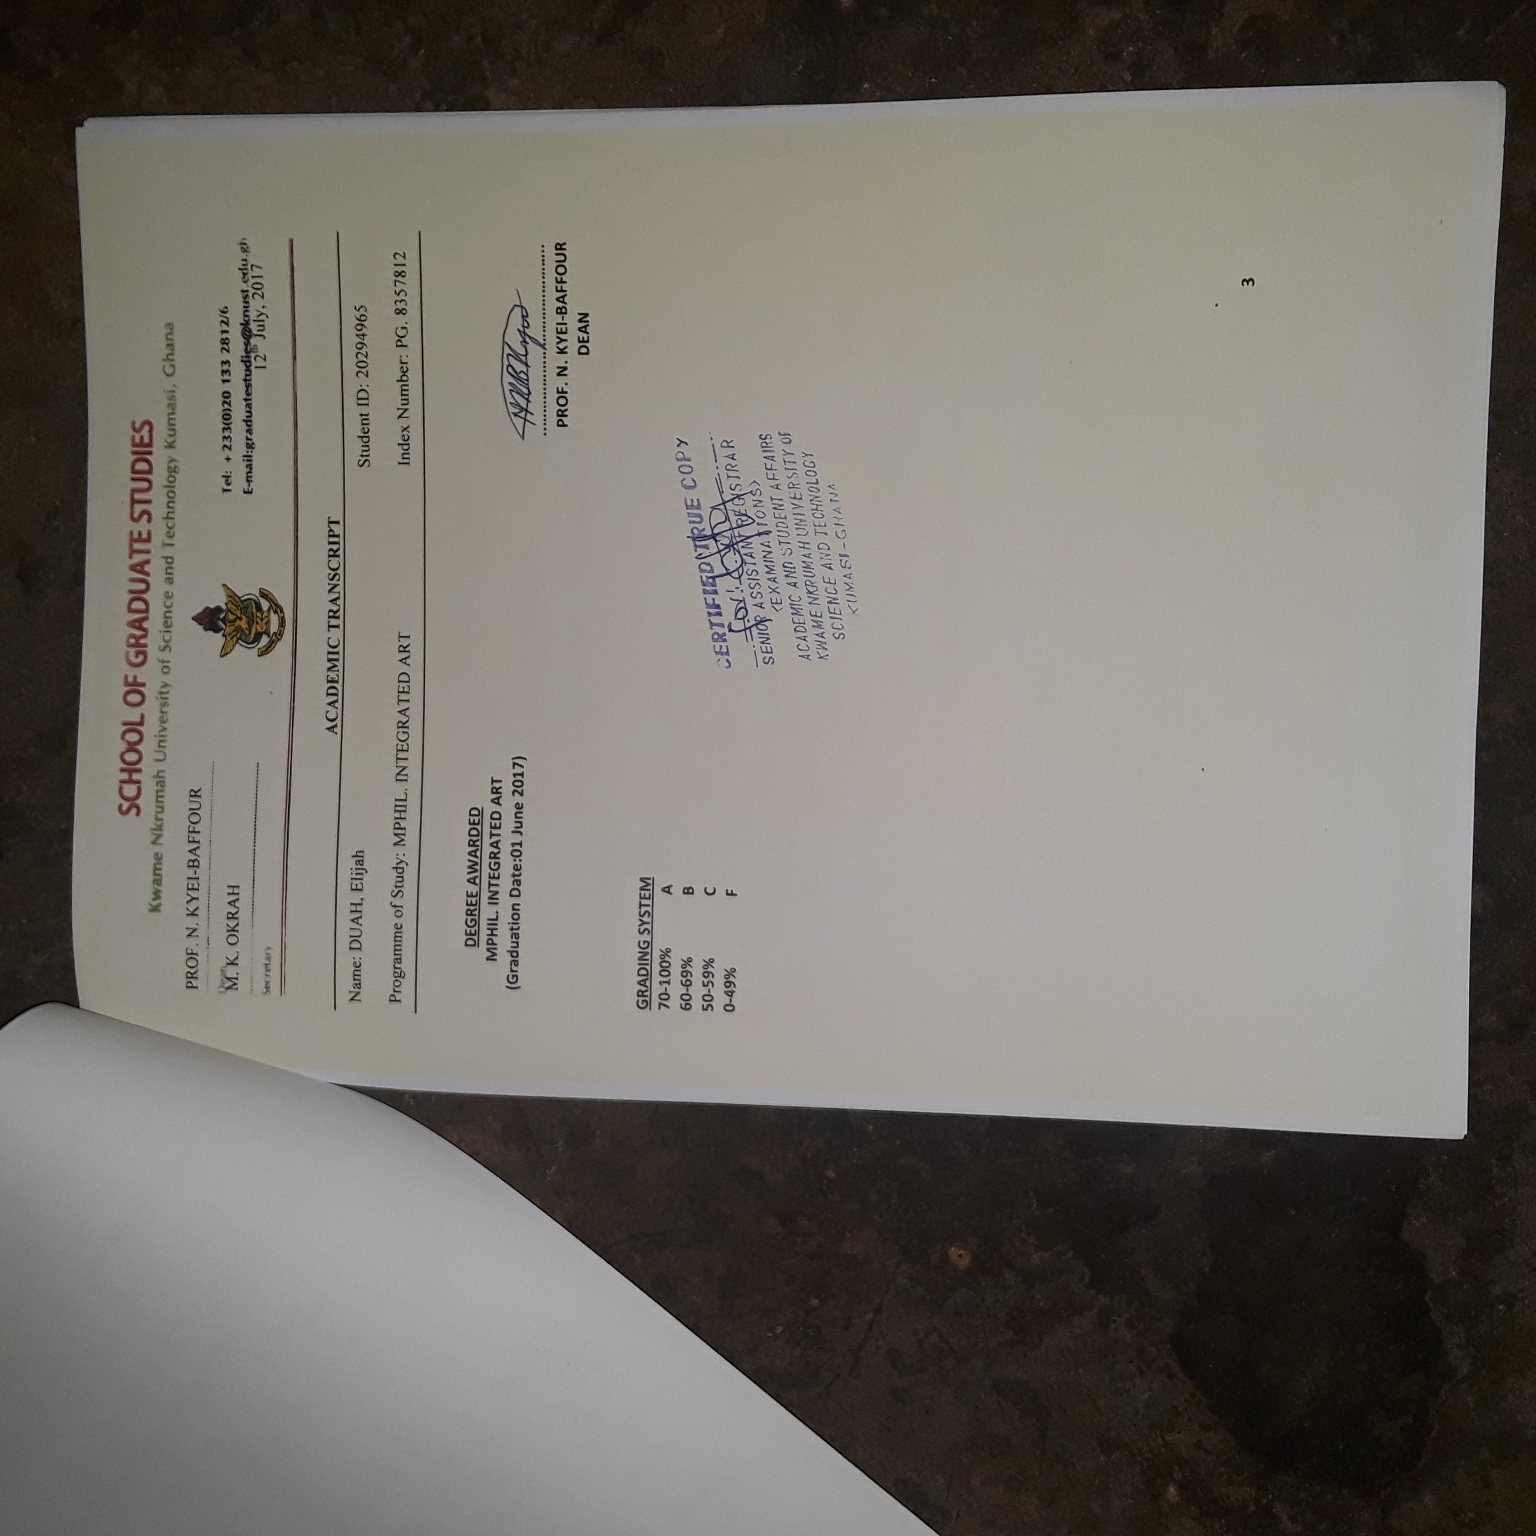 SCHOOL OF GRADUATE STUDIES
Kwame Nkrumah University of Science and Technology Kumasi, Ghana
PROF. N. KYEI-BAFFOUR
Dean
M. K. OKRAH
Secretary
Tel: + 233(0)20 133 2812/6
E-mail:graduatestudies@knust.edu.gh
12th July, 2017
ACADEMIC TRANSCRIPT
Name: DUAH, Elijah
Student ID: 20294965
Programme of Study: MPHIL. INTEGRATED ART
Index Number: PG. 8357812
DEGREE AWARDED
MPHIL. INTEGRATED ART
(Graduation Date:01 June 2017)
PROF. N. KYEI-BAFFOUR
DEAN
GRADING SYSTEM
70-100% A
60-69% B
50-59% C
0-49% F
CERTIFIED TRUE COPY
for:
SENIOR ASSISTANT REGISTRAR
<EXAMINATIONS>
ACADEMIC AND STUDENT AFFAIRS
KWAME NKRUMAH UNIVERSITY OF
SCIENCE AND TECHNOLOGY
KUMASI-GHANA
3